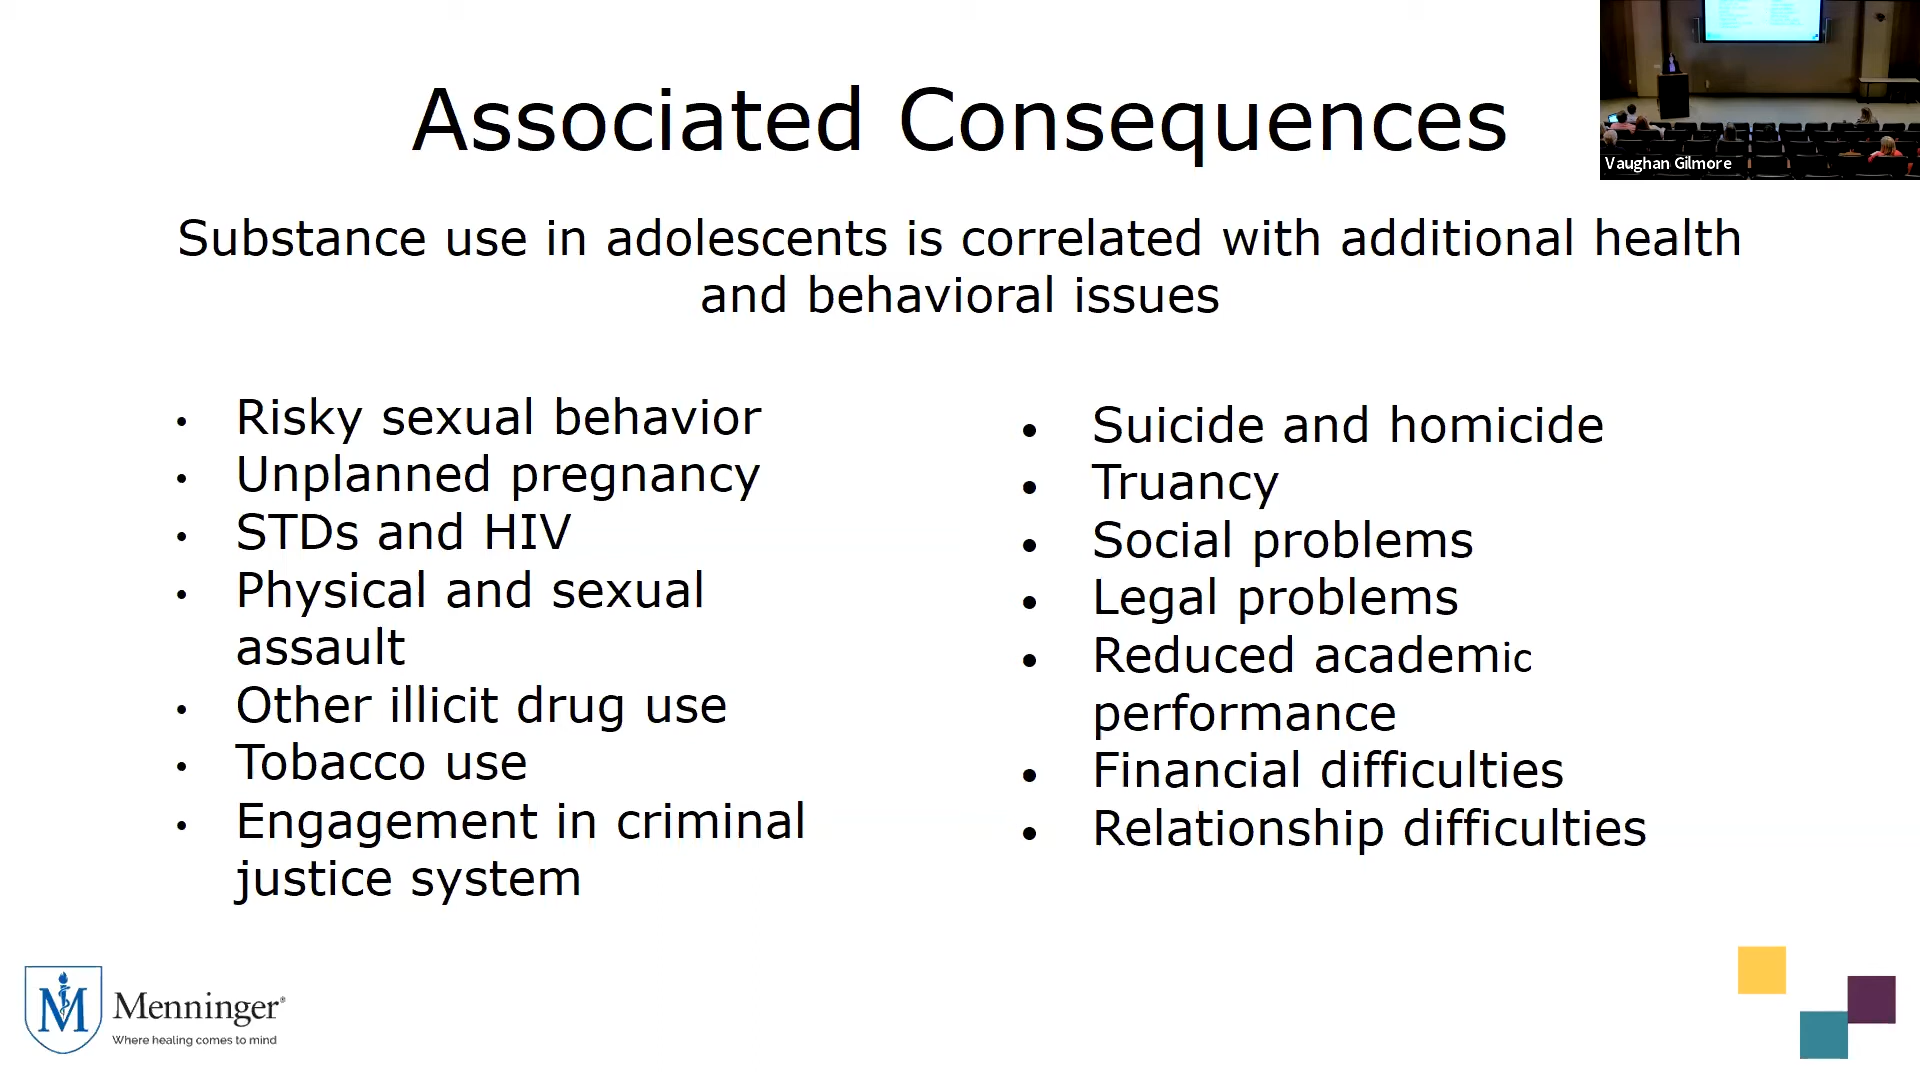 Associated Consequences
Vaughan Gilmore
Substance use in adolescents is correlated with additional health
and behavioral issues
• Risky sexual behavior
• Unplanned pregnancy
• STDs and HIV
• Physical and sexual
assault
• Other illicit drug use
• Tobacco use
• Engagement in criminal
justice system
• Suicide and homicide
• Truancy
• Social problems
• Legal problems
• Reduced academic
performance
• Financial difficulties
• Relationship difficulties
M
Menninger®
Where healing comes to mind